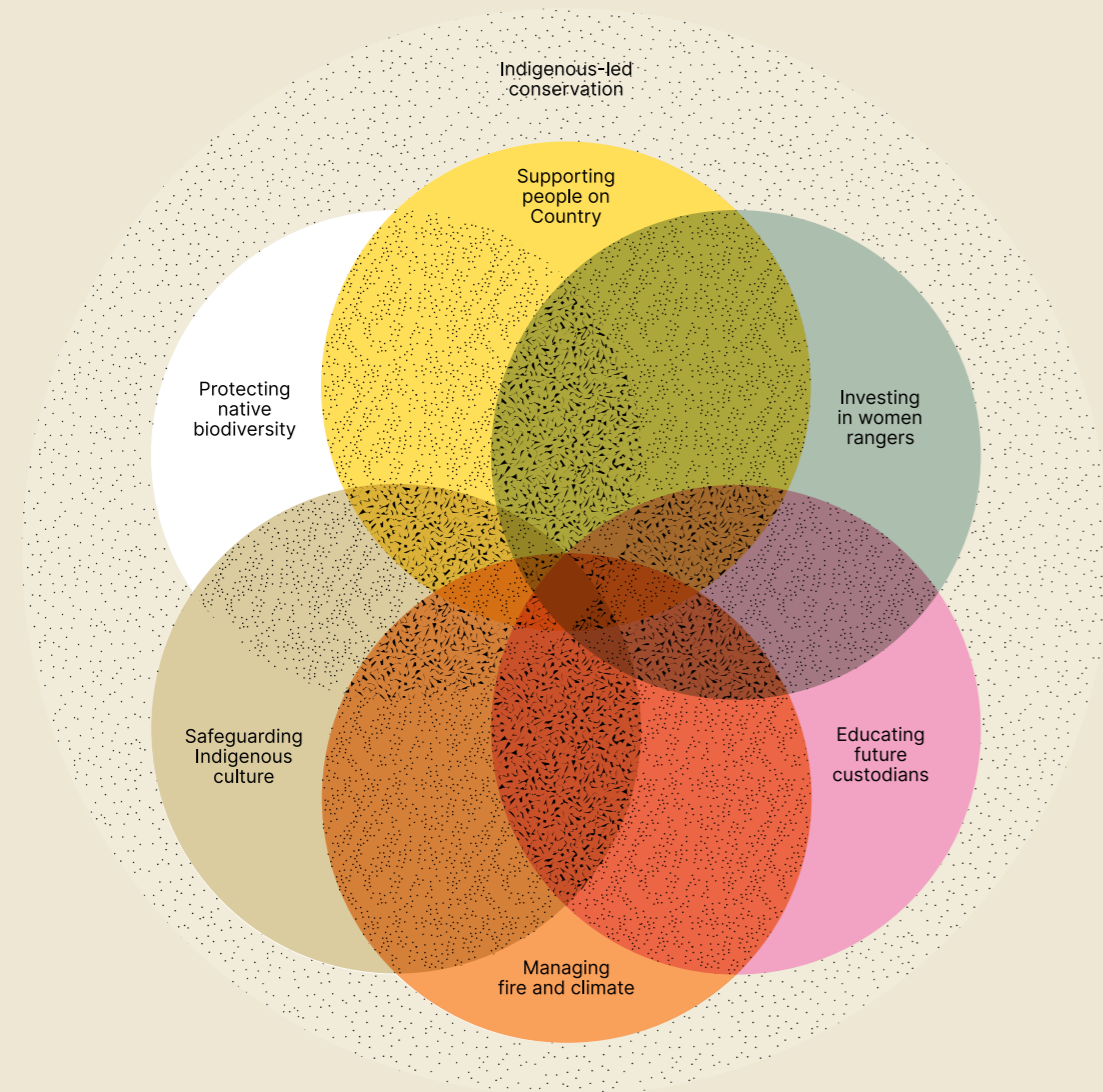 Indigenous-led
conservation
Supporting
people on
Country
Protecting
native
biodiversity
Investing
in women
rangers
Safeguarding
Indigenous
culture
Educating
future
custodians
Managing
fire and climate